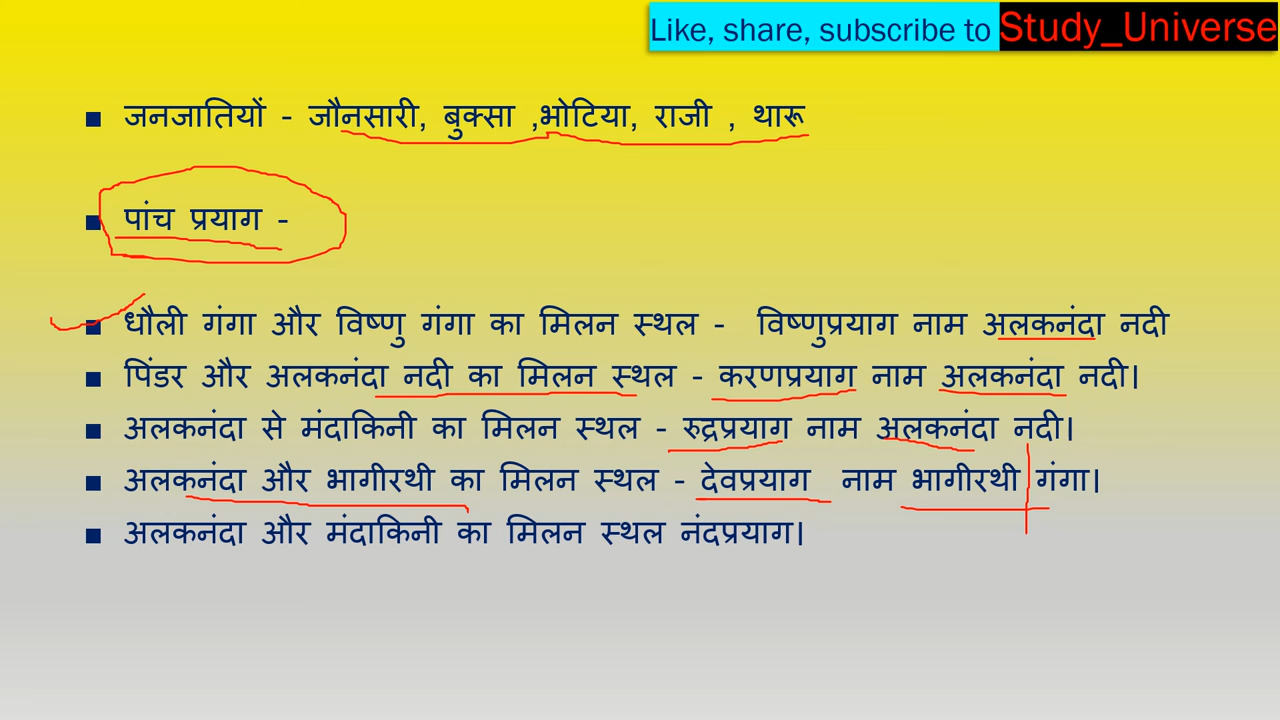 Like, share, subscribe to Study_Universe
▪ जनजातियों - जौनसारी, बुक्सा ,भोटिया, राजी , थारू
▪ पांच प्रयाग -
▪ धौली गंगा और विष्णु गंगा का मिलन स्थल - विष्णुप्रयाग नाम अलकनंदा नदी
▪ पिंडर और अलकनंदा नदी का मिलन स्थल - करणप्रयाग नाम अलकनंदा नदी।
▪ अलकनंदा से मंदाकिनी का मिलन स्थल - रुद्रप्रयाग नाम अलकनंदा नदी।
▪ अलकनंदा और भागीरथी का मिलन स्थल - देवप्रयाग नाम भागीरथी गंगा।
▪ अलकनंदा और मंदाकिनी का मिलन स्थल नंदप्रयाग।